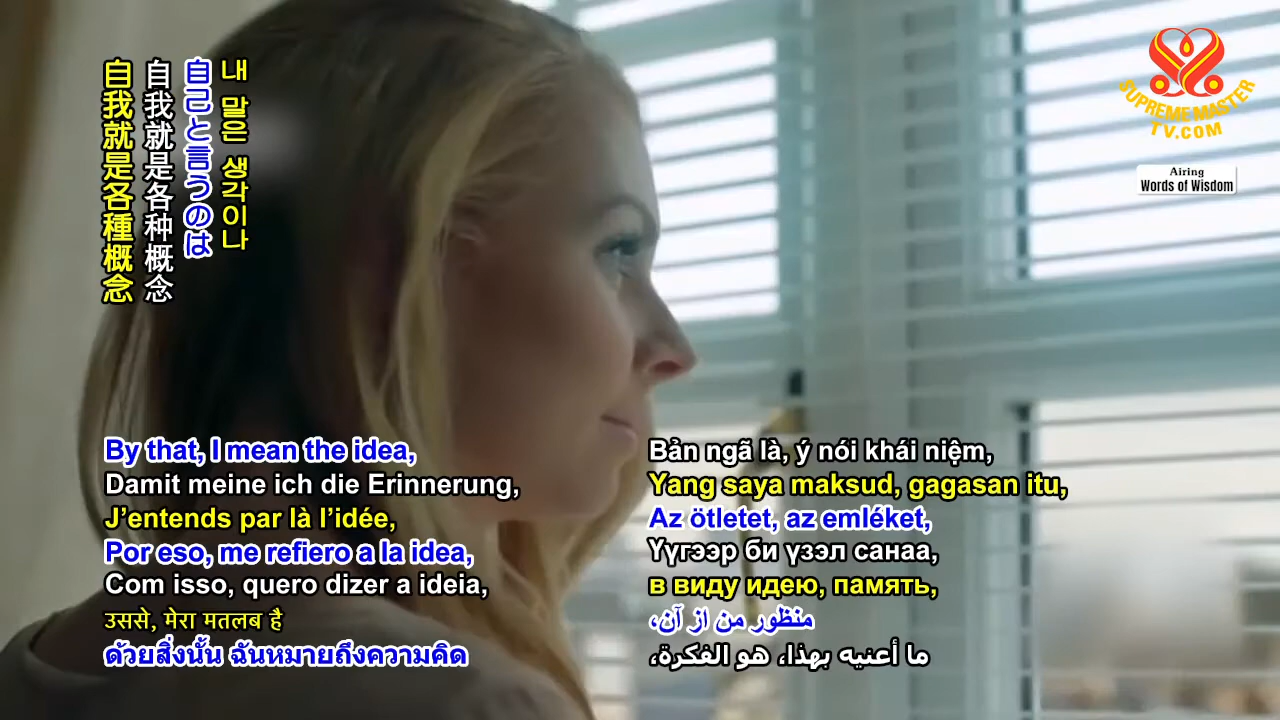 自我就是各種概念
自我就是各种概念
自己と言うのは
내 말은 생각이나
SUPREME MASTER
TV.COM
Airing
Words of Wisdom
By that, I mean the idea,
Damit meine ich die Erinnerung,
J’entends par là l’idée,
Por eso, me refiero a la idea,
Com isso, quero dizer a ideia,
उससे, मेरा मतलब है
ด้วยสิ่งนั้น ฉันหมายถึงความคิด
Bản ngã là, ý nói khái niệm,
Yang saya maksud, gagasan itu,
Az ötletet, az emléket,
Үүгээр би үзэл санаа,
в виду идею, память,
منظور من از آن،
ما أعنيه بهذا، هو الفكرة،